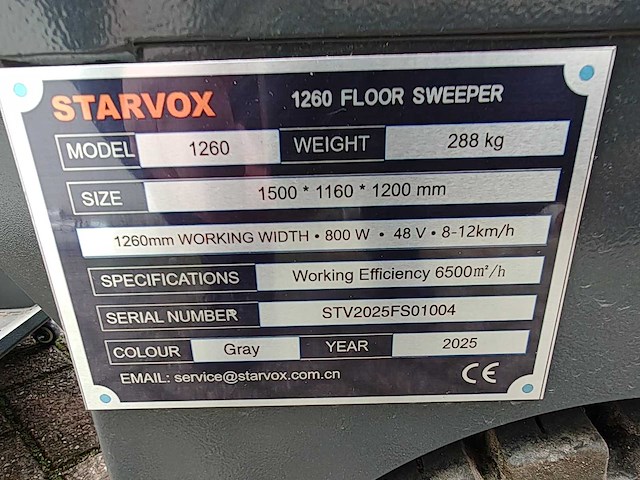 STARVOX 1260 FLOOR SWEEPER
MODEL 1260 WEIGHT 288 kg
SIZE 1500 * 1160 * 1200 mm
1260mm WORKING WIDTH • 800 W • 48 V • 8-12km/h
SPECIFICATIONS Working Efficiency 6500m²/h
SERIAL NUMBER STV2025FS01004
COLOUR Gray YEAR 2025
EMAIL: service@starvox.com.cn CE